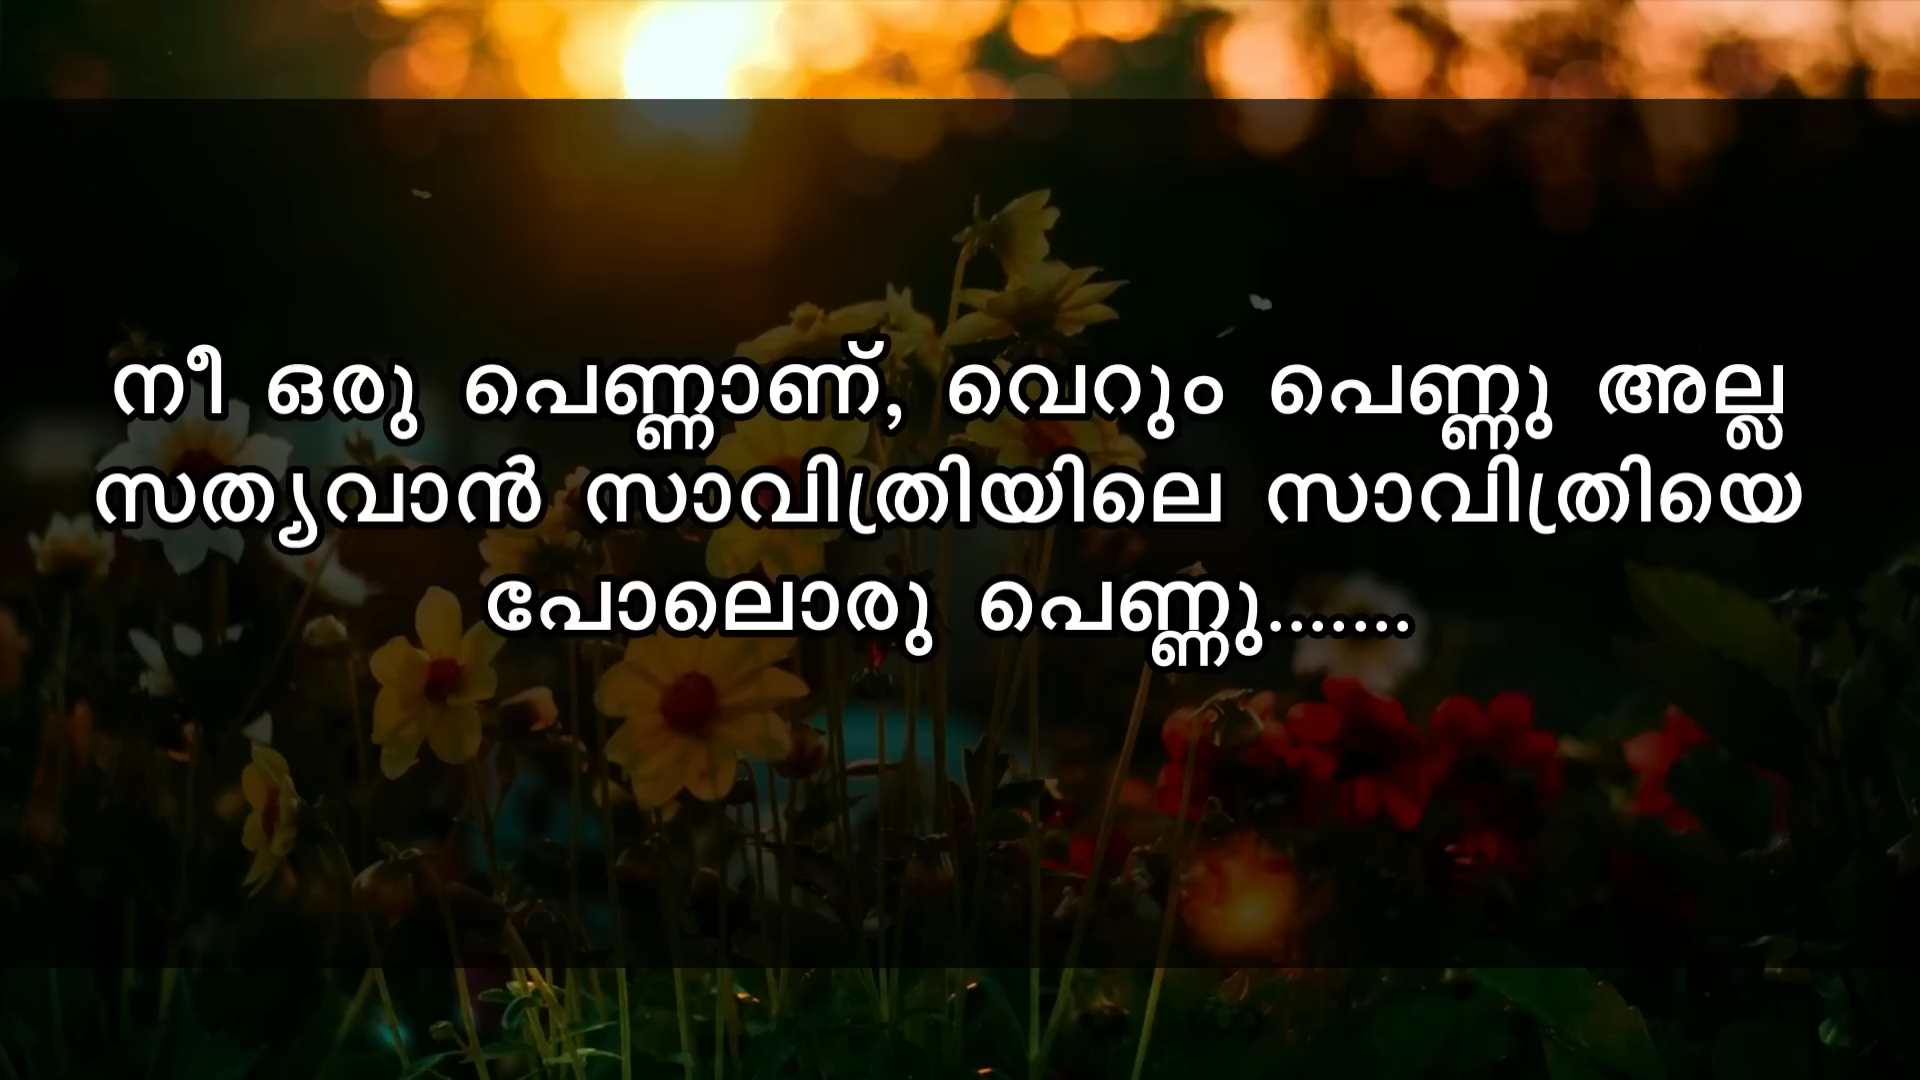 നീ ഒരു പെണ്ണാണ്, വെറും പെണ്ണു അല്ല
സത്യവാൻ സാവിത്രിയിലെ സാവിത്രിയെ
പോലൊരു പെണ്ണു.......